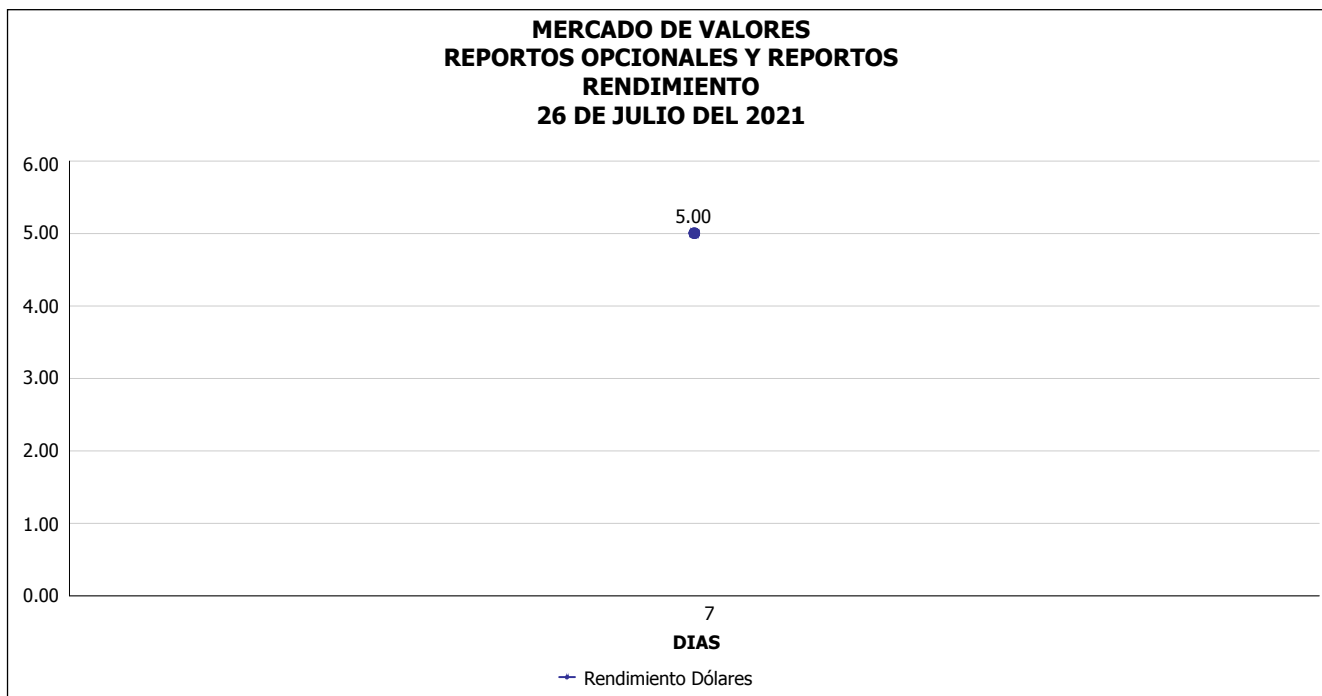 MERCADO DE VALORES
REPORTOS OPCIONALES Y REPORTOS
RENDIMIENTO
26 DE JULIO DEL 2021
6.00
5.00
5.00
4.00
3.00
2.00
1.00
0.00
7
DIAS
Rendimiento Dólares